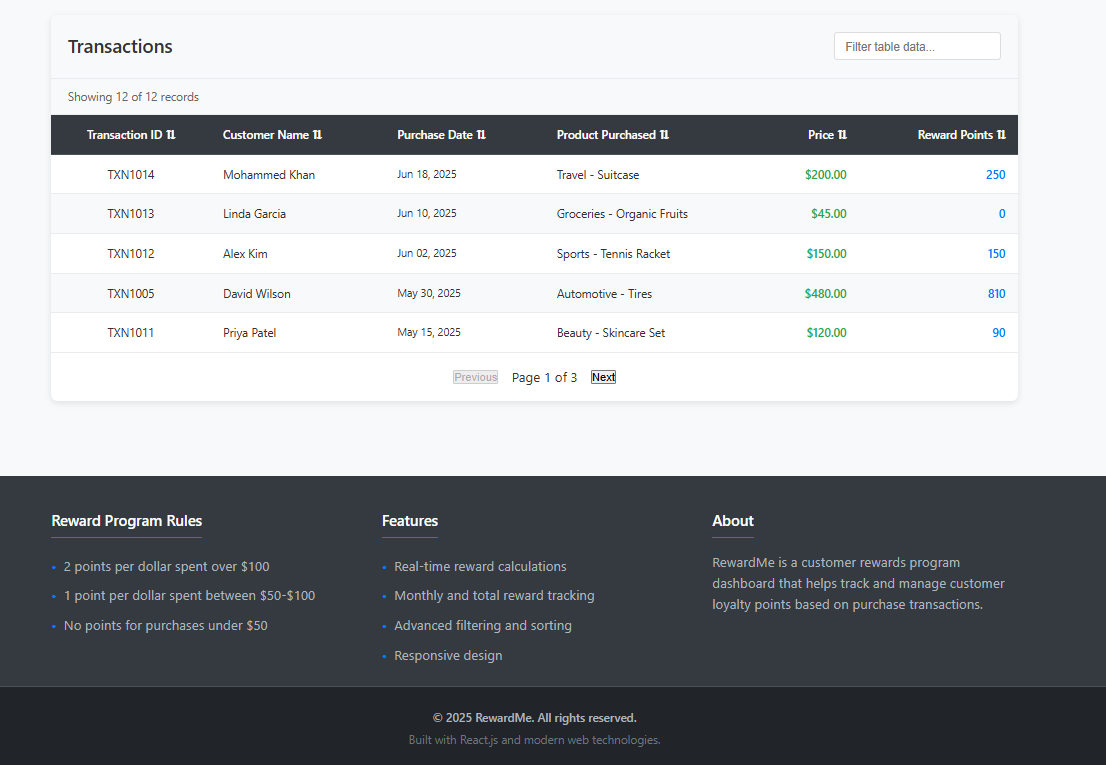 Transactions
Filter table data...
Showing 12 of 12 records
Transaction ID ⇅ Customer Name ⇅ Purchase Date ⇅ Product Purchased ⇅ Price ⇅ Reward Points ⇅
TXN1014 Mohammed Khan Jun 18, 2025 Travel - Suitcase $200.00 250
TXN1013 Linda Garcia Jun 10, 2025 Groceries - Organic Fruits $45.00 0
TXN1012 Alex Kim Jun 02, 2025 Sports - Tennis Racket $150.00 150
TXN1005 David Wilson May 30, 2025 Automotive - Tires $480.00 810
TXN1011 Priya Patel May 15, 2025 Beauty - Skincare Set $120.00 90
Previous Page 1 of 3 Next
Reward Program Rules
• 2 points per dollar spent over $100
• 1 point per dollar spent between $50-$100
• No points for purchases under $50
Features
• Real-time reward calculations
• Monthly and total reward tracking
• Advanced filtering and sorting
• Responsive design
About
RewardMe is a customer rewards program
dashboard that helps track and manage customer
loyalty points based on purchase transactions.
© 2025 RewardMe. All rights reserved.
Built with React.js and modern web technologies.